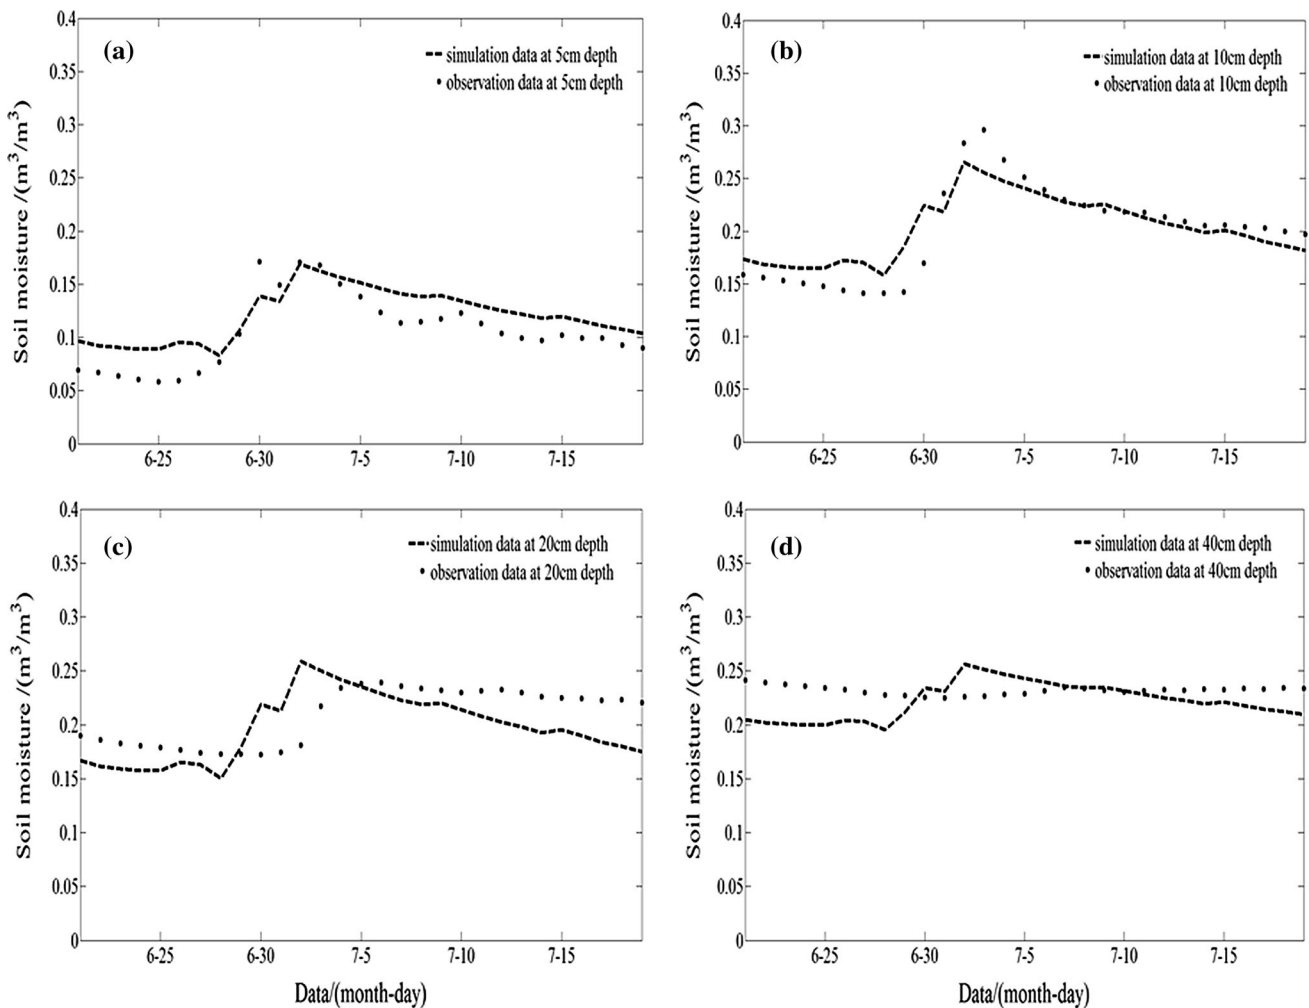 (a)
simulation data at 5cm depth
observation data at 5cm depth
Soil moisture /(m³/m³)
0.4
0.35
0.3
0.25
0.2
0.15
0.1
0.05
0
6-25 6-30 7-5 7-10 7-15
(b)
simulation data at 10cm depth
observation data at 10cm depth
Soil moisture /(m³/m³)
0.4
0.35
0.3
0.25
0.2
0.15
0.1
0.05
0
6-25 6-30 7-5 7-10 7-15
(c)
simulation data at 20cm depth
observation data at 20cm depth
Soil moisture /(m³/m³)
0.4
0.35
0.3
0.25
0.2
0.15
0.1
0.05
0
6-25 6-30 7-5 7-10 7-15
Data/(month-day)
(d)
simulation data at 40cm depth
observation data at 40cm depth
Soil moisture /(m³/m³)
0.4
0.35
0.3
0.25
0.2
0.15
0.1
0.05
0
6-25 6-30 7-5 7-10 7-15
Data/(month-day)